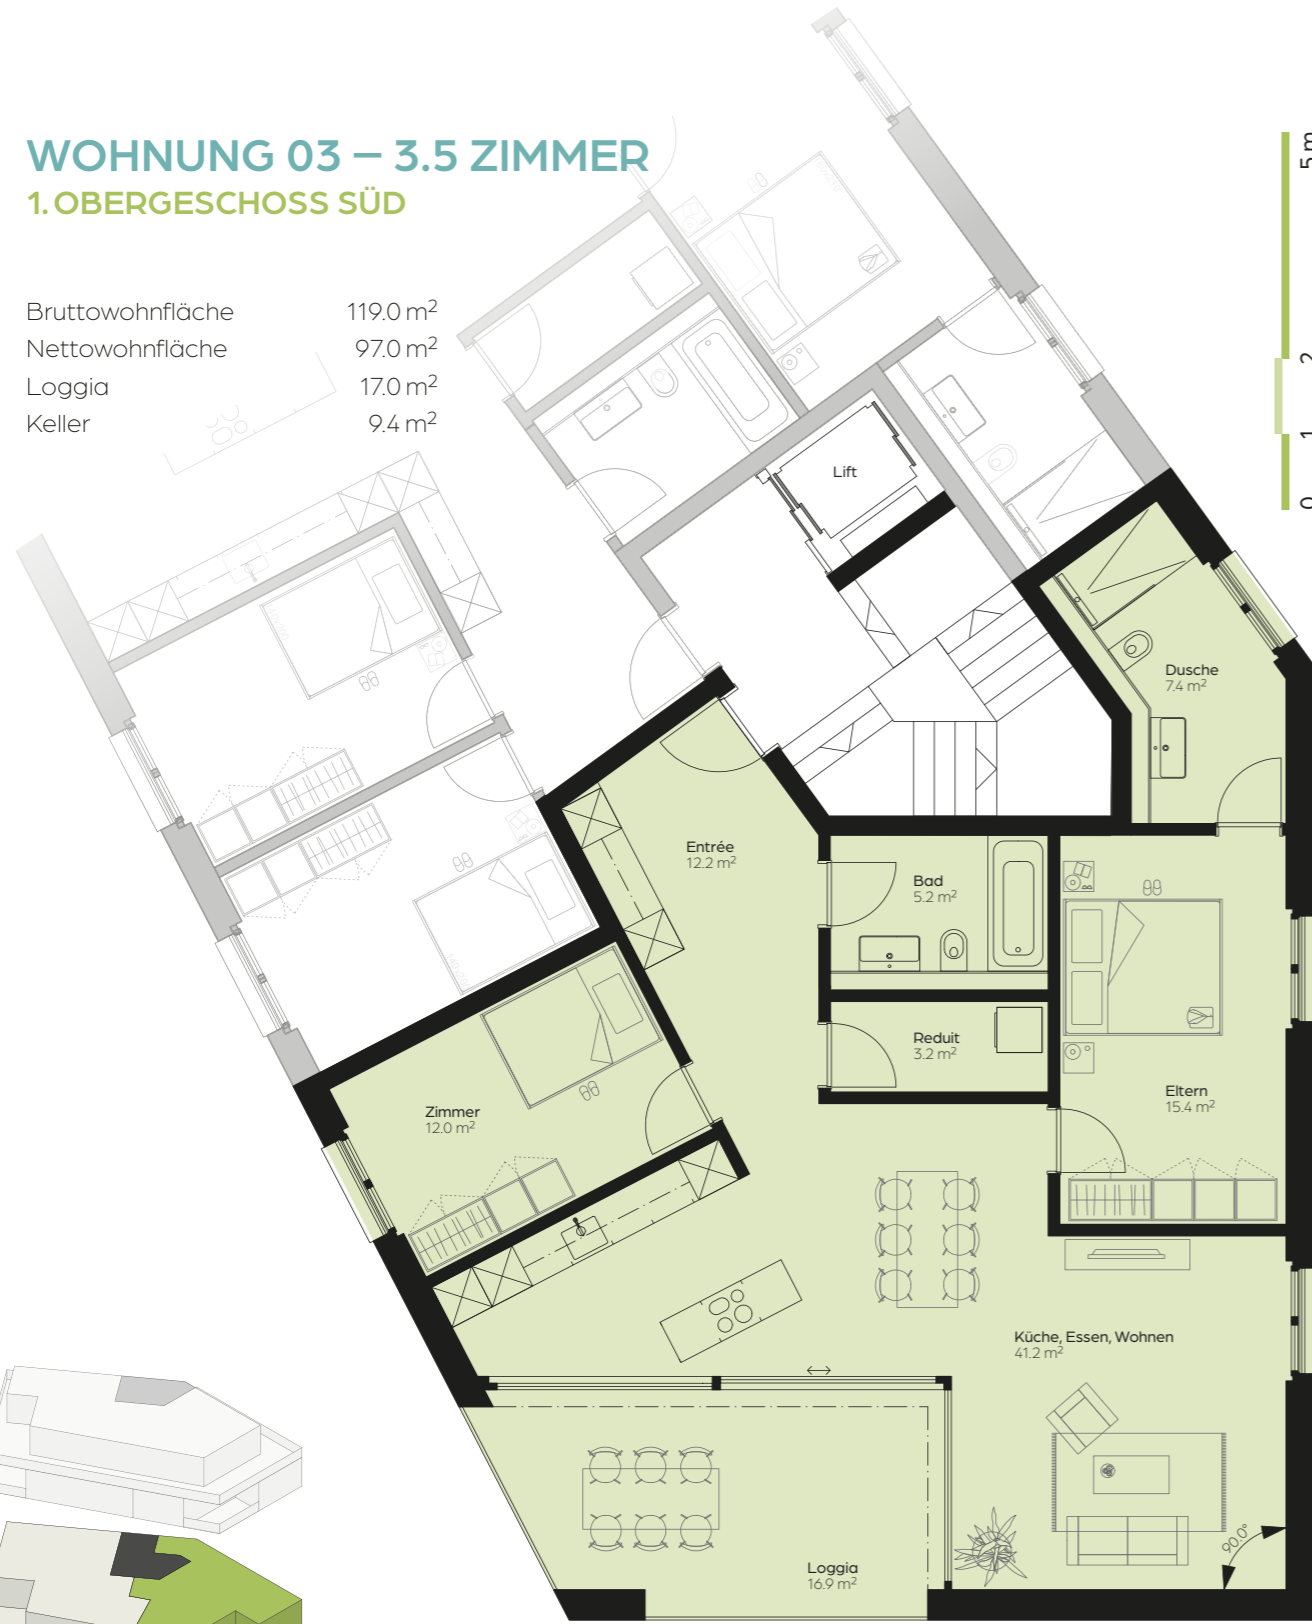 WOHNUNG 03 – 3.5 ZIMMER
1. OBERGESCHOSS SÜD
Bruttowohnfläche 119.0 m²
Nettowohnfläche 97.0 m²
Loggia 17.0 m²
Keller 9.4 m²
5 m
2
1
0
Lift
Dusche
7.4 m²
Entrée
12.2 m²
Bad
5.2 m²
Reduit
3.2 m²
Eltern
15.4 m²
Zimmer
12.0 m²
Küche, Essen, Wohnen
41.2 m²
90.0°
Loggia
16.9 m²